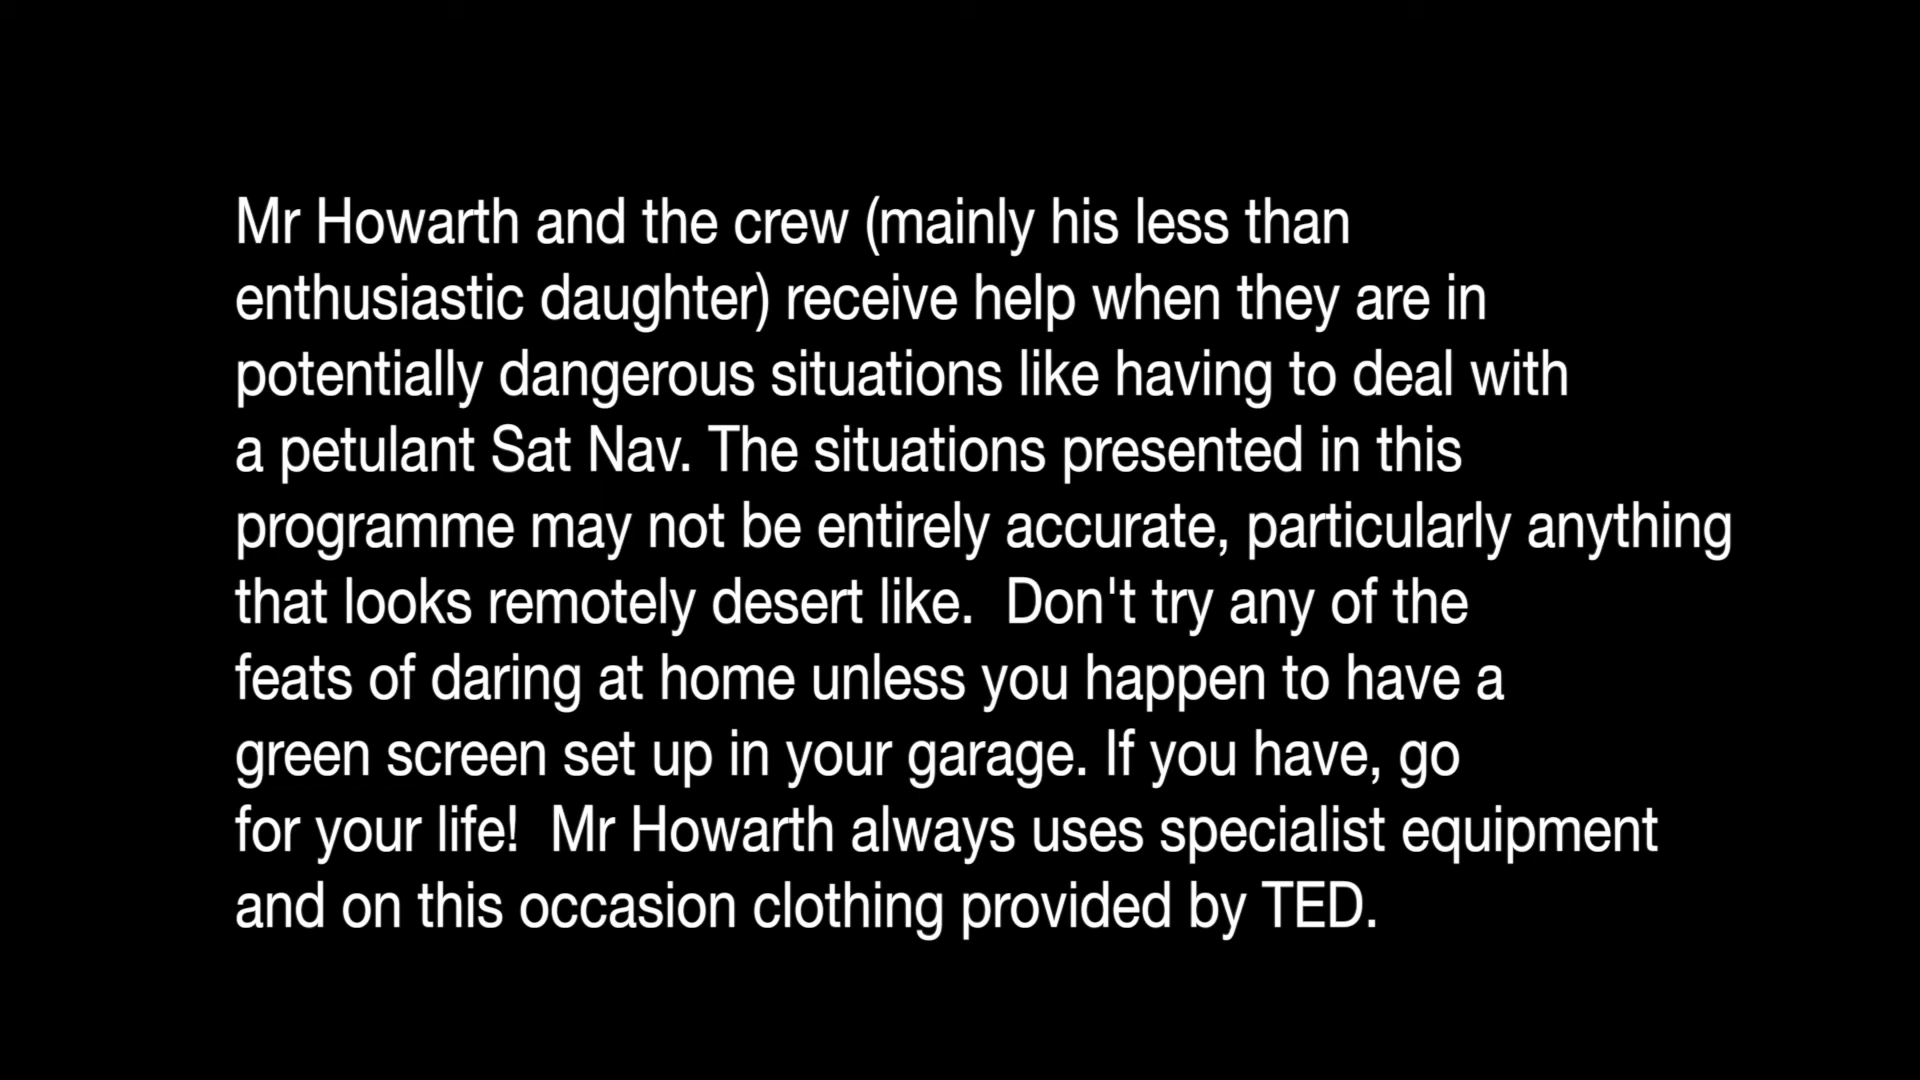 Mr Howarth and the crew (mainly his less than
enthusiastic daughter) receive help when they are in
potentially dangerous situations like having to deal with
a petulant Sat Nav. The situations presented in this
programme may not be entirely accurate, particularly anything
that looks remotely desert like.  Don't try any of the
feats of daring at home unless you happen to have a
green screen set up in your garage. If you have, go
for your life!  Mr Howarth always uses specialist equipment
and on this occasion clothing provided by TED.